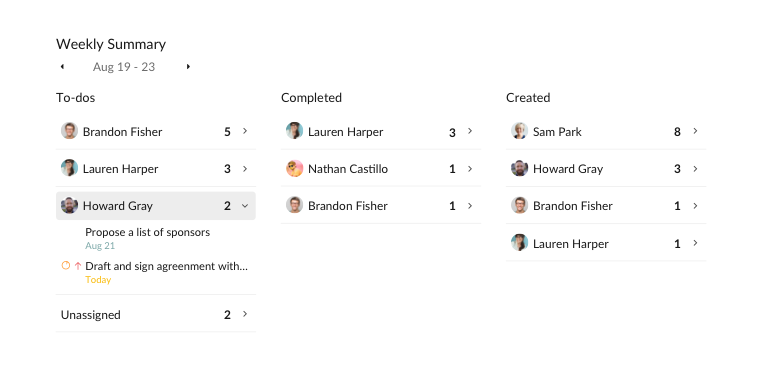 Weekly Summary
Aug 19 - 23
To-dos
Brandon Fisher 5
Lauren Harper 3
Howard Gray 2
Propose a list of sponsors
Aug 21
Draft and sign agreenment with...
Today
Unassigned 2
Completed
Lauren Harper 3
Nathan Castillo 1
Brandon Fisher 1
Created
Sam Park 8
Howard Gray 3
Brandon Fisher 1
Lauren Harper 1